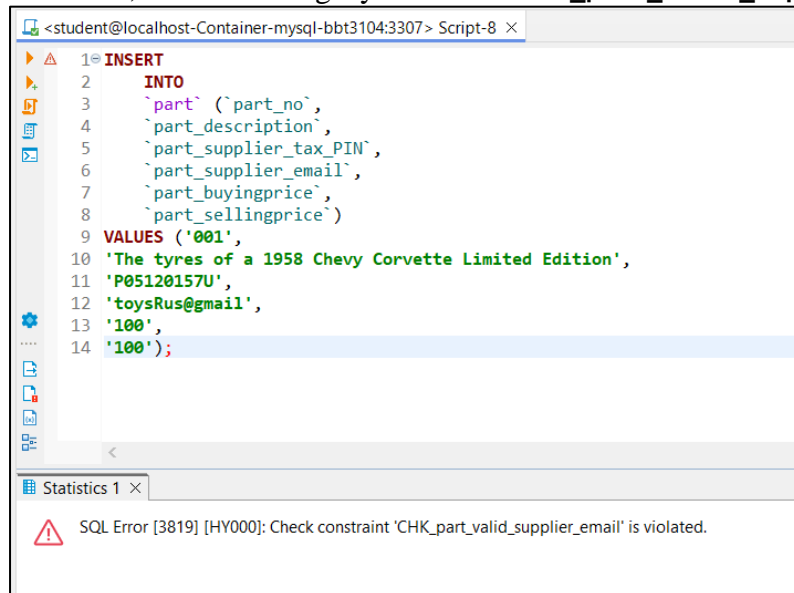 <student@localhost-Container-mysql-bbt3104:3307> Script-8 ×
1 INSERT
2 INTO
3 `part` (`part_no`,
4 `part_description`,
5 `part_supplier_tax_PIN`,
6 `part_supplier_email`,
7 `part_buyingprice`,
8 `part_sellingprice`)
9 VALUES ('001',
10 'The tyres of a 1958 Chevy Corvette Limited Edition',
11 'P05120157U',
12 'toysRus@gmail',
13 '100',
14 '100');
Statistics 1 ×
SQL Error [3819] [HY000]: Check constraint 'CHK_part_valid_supplier_email' is violated.